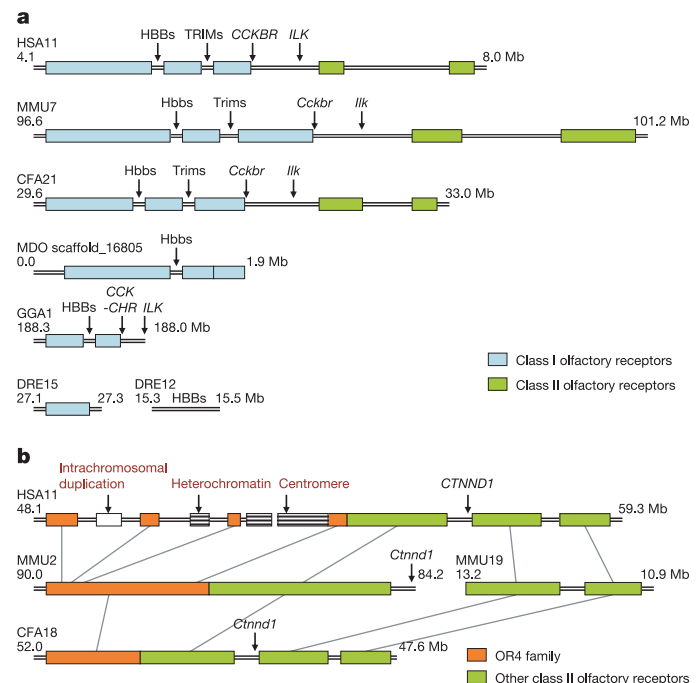 a
HSA11
4.1
HBBs
TRIMs
CCKBR
ILK
8.0 Mb
MMU7
96.6
Hbbs
Trims
Cckbr
Ilk
101.2 Mb
CFA21
29.6
Hbbs
Trims
Cckbr
Ilk
33.0 Mb
MDO scaffold_16805
0.0
Hbbs
1.9 Mb
GGA1
188.3
HBBs
CCK
-CHR
ILK
188.0 Mb
Class I olfactory receptors
Class II olfactory receptors
DRE15
27.1
27.3
DRE12
15.3
HBBs
15.5 Mb
b
Intrachromosomal
duplication
Heterochromatin
Centromere
CTNND1
HSA11
48.1
59.3 Mb
MMU2
90.0
Ctnnd1
84.2
MMU19
13.2
10.9 Mb
CFA18
52.0
Ctnnd1
47.6 Mb
OR4 family
Other class II olfactory receptors